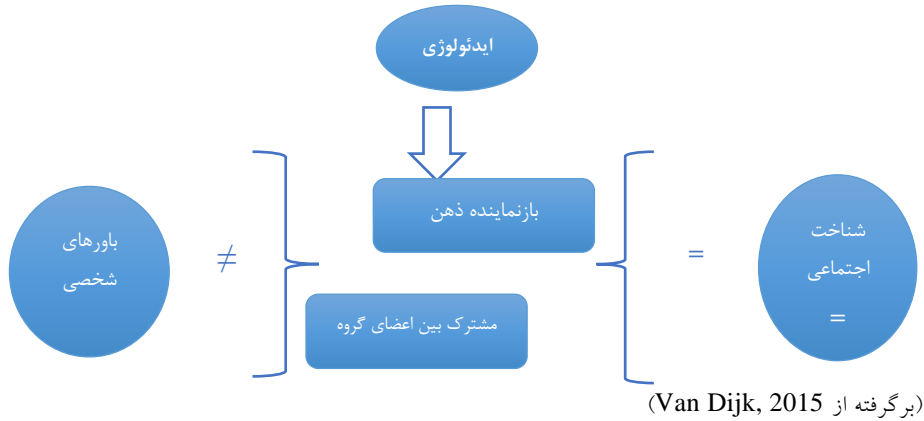 ایدئولوژی
بازنماینده ذهن
شناخت
اجتماعی
=
=
≠
باورهای
شخصی
مشترک بین اعضای گروه
(برگرفته از Van Dijk, 2015)